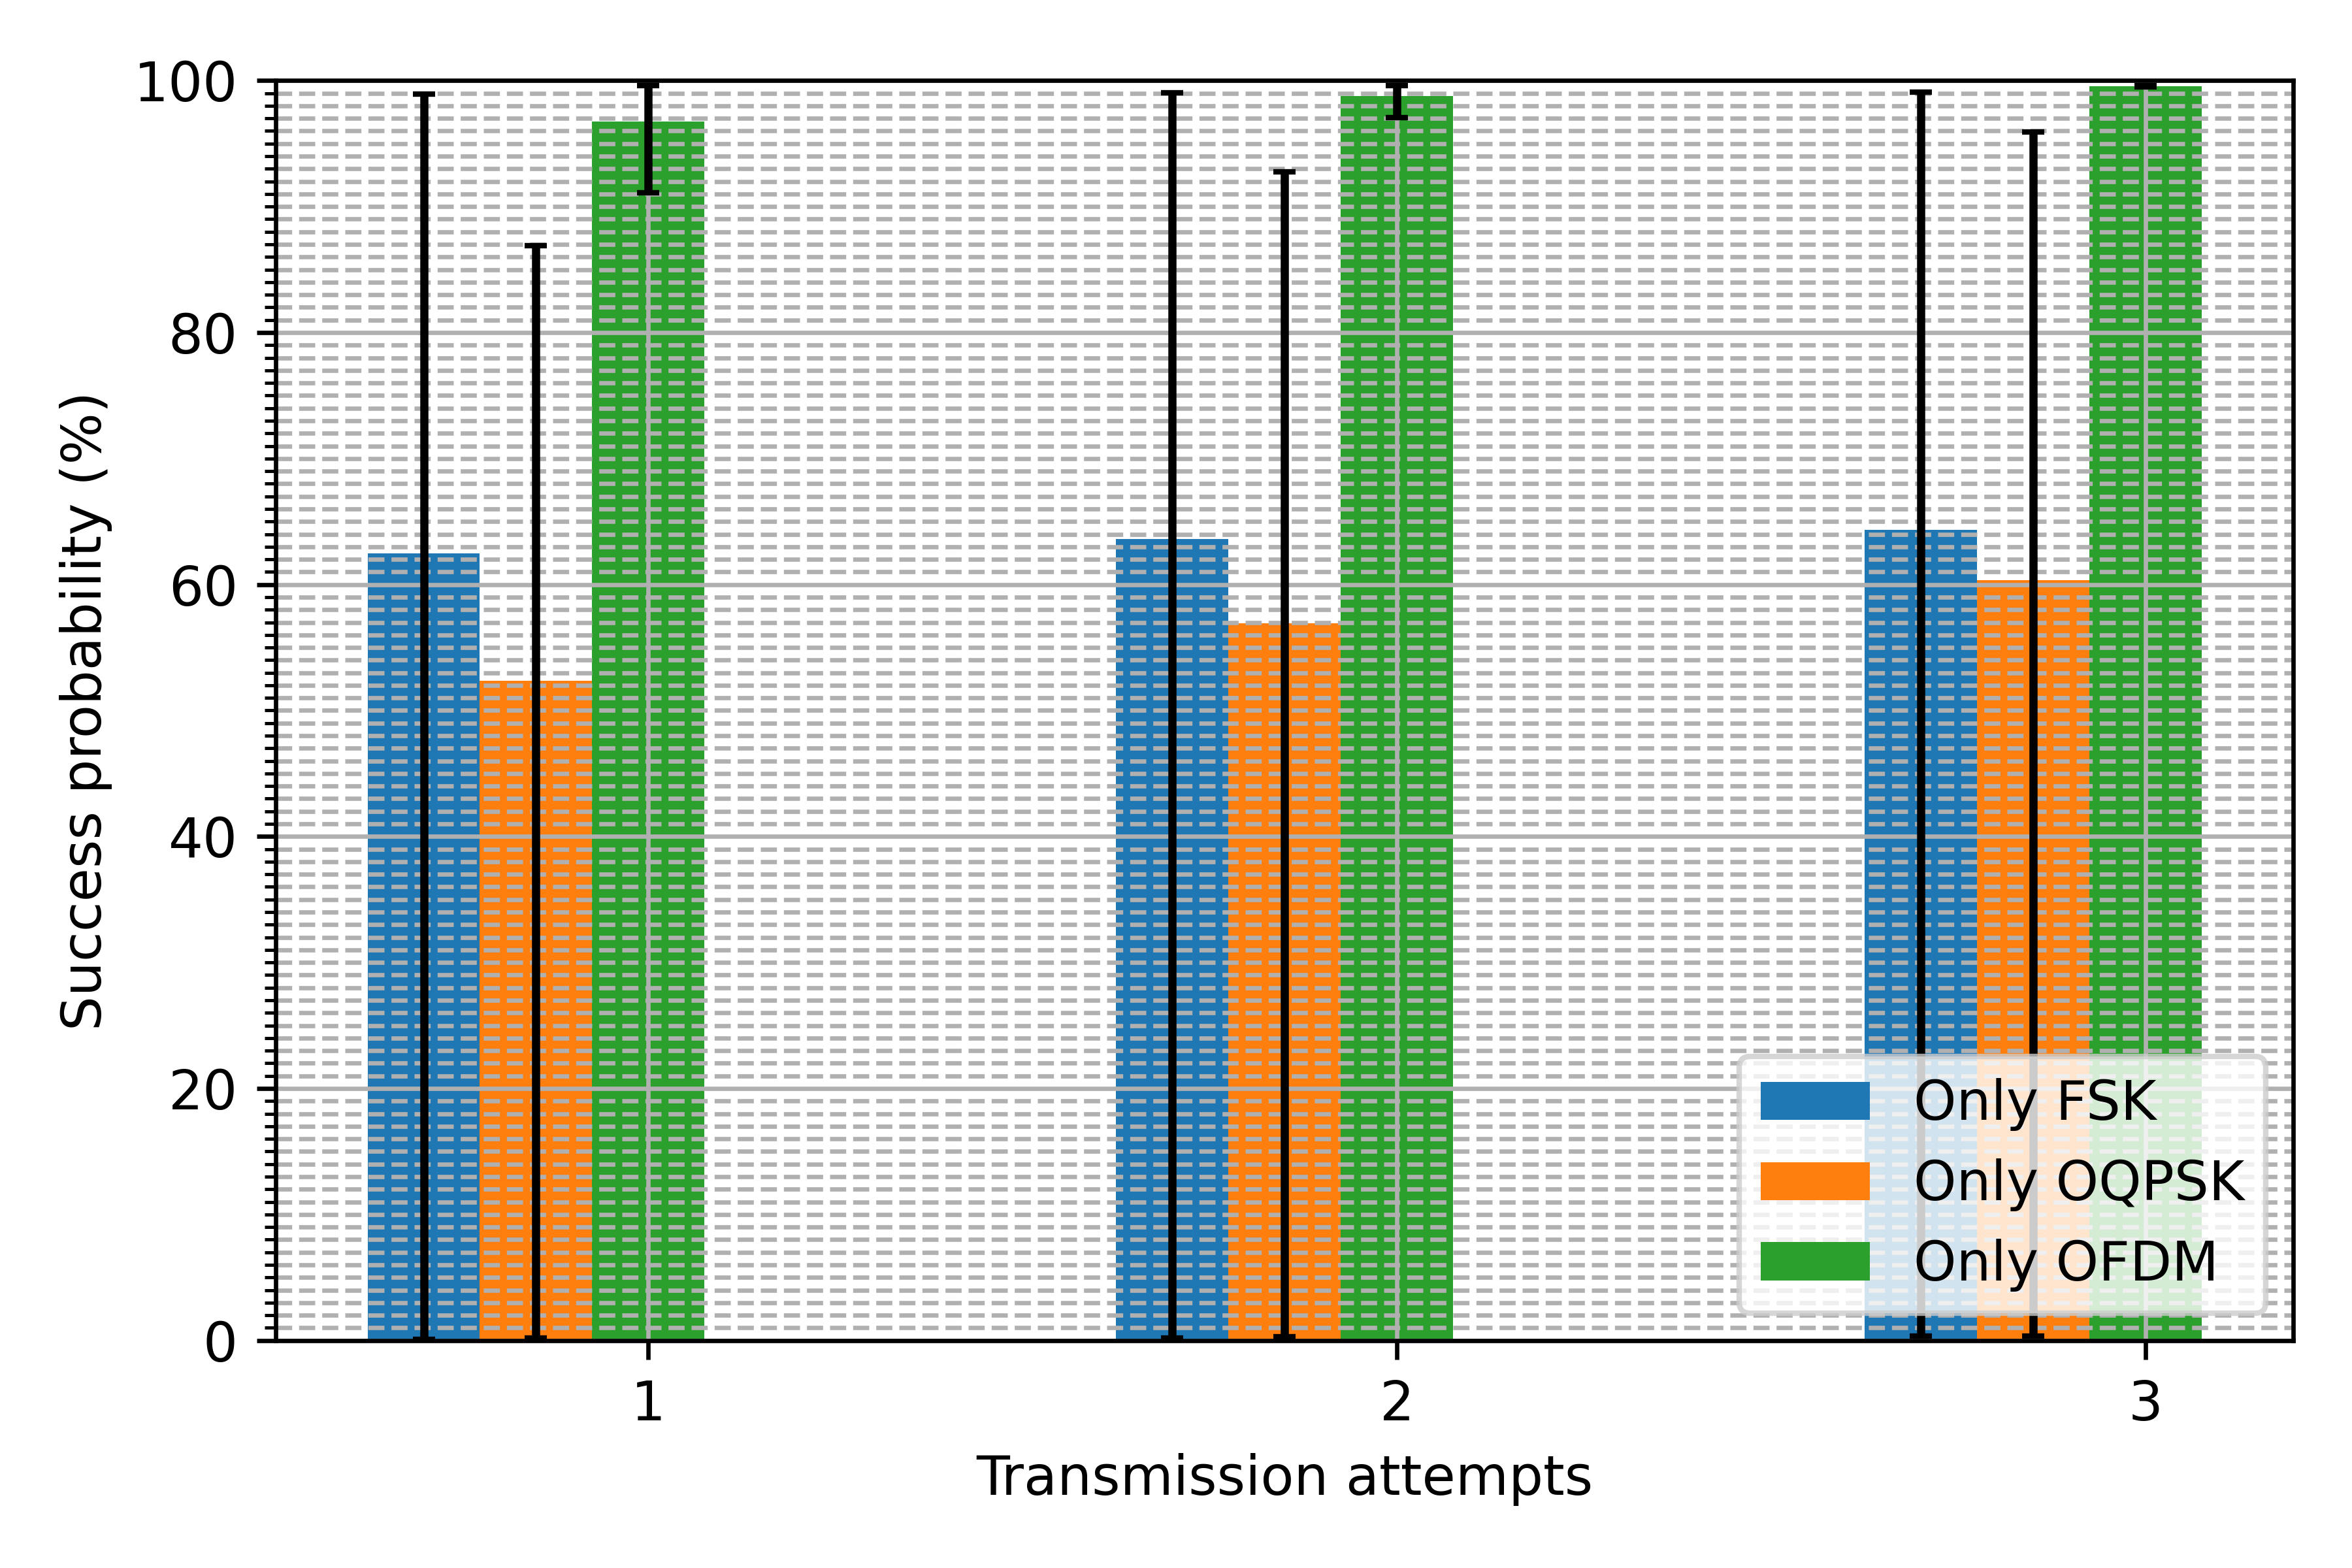 100
80
60
40
20
0
Success probability (%)
1 2 3
Transmission attempts
Only FSK
Only OQPSK
Only OFDM